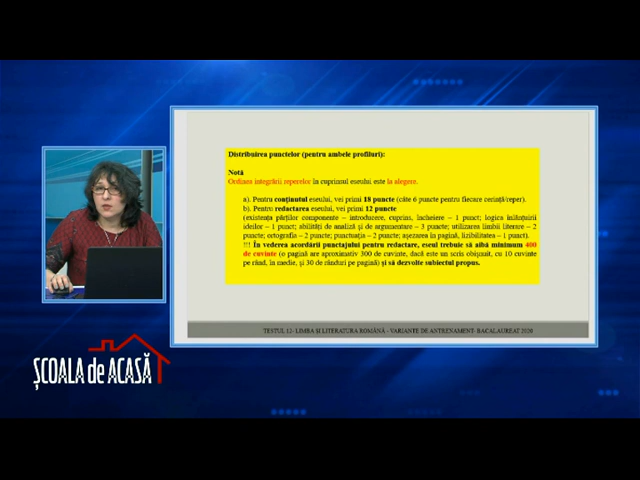 Distribuirea punctelor (pentru ambele profiluri):
Notă
Ordinea integrării reperelor în cuprinsul eseului este la alegere.
a). Pentru conținutul eseului, vei primi 18 puncte (câte 6 puncte pentru fiecare cerință/reper).
b). Pentru redactarea eseului, vei primi 12 puncte
(existența părților componente – introducere, cuprins, încheiere – 1 punct; logica înlănțuirii
ideilor – 1 punct; abilități de analiză și de argumentare – 3 puncte; utilizarea limbii literare – 2
puncte; ortografia – 2 puncte; punctuația – 2 puncte; așezarea în pagină, lizibilitatea – 1 punct).
!!! În vederea acordării punctajului pentru redactare, eseul trebuie să aibă minimum 400
de cuvinte (o pagină are aproximativ 300 de cuvinte, dacă este un scris obișnuit, cu 10 cuvinte
pe rând, în medie, și 30 de rânduri pe pagină) și să dezvolte subiectul propus.
TESTUL 12- LIMBA ȘI LITERATURA ROMÂNĂ - VARIANTE DE ANTRENAMENT- BACALAUREAT 2020
ȘCOALA de ACASĂ